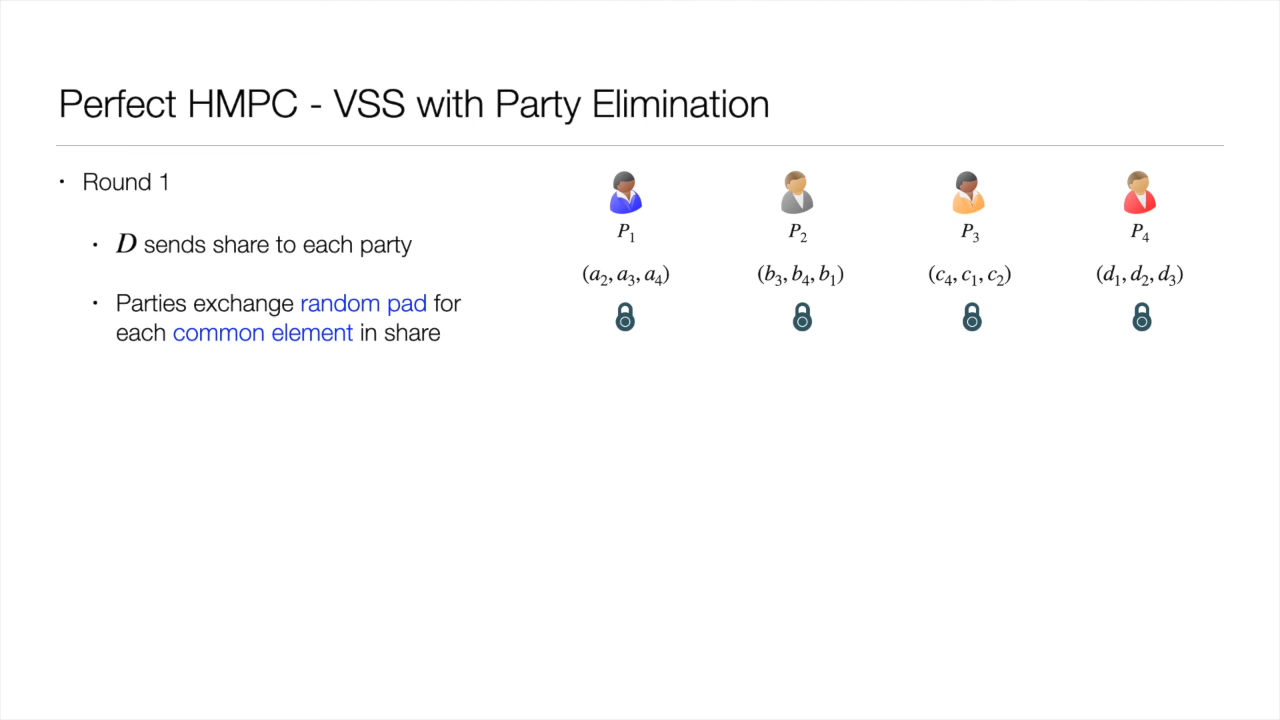 Perfect HMPC - VSS with Party Elimination
• Round 1
• D sends share to each party
• Parties exchange random pad for
each common element in share
P₁ P₂ P₃ P₄
(a₂, a₃, a₄) (b₃, b₄, b₁) (c₄, c₁, c₂) (d₁, d₂, d₃)